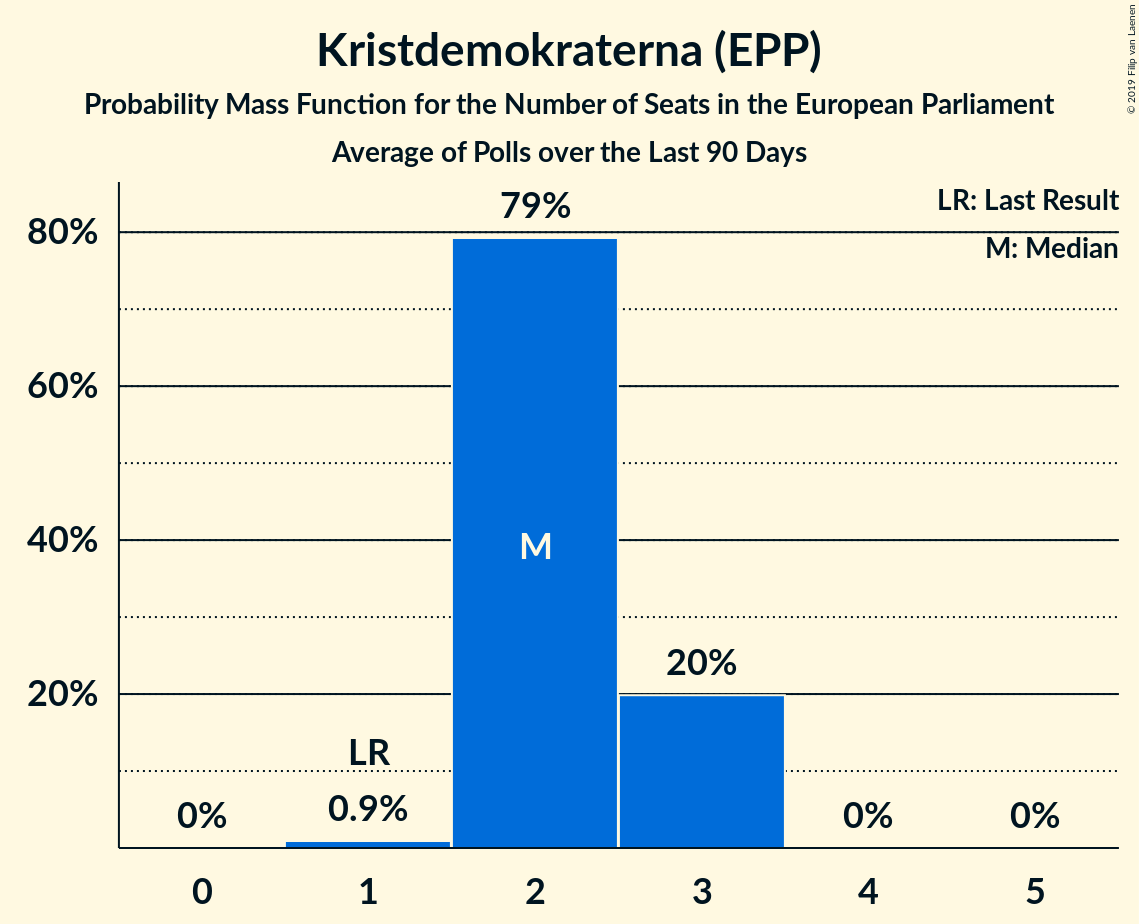 Kristdemokraterna (EPP)
Probability Mass Function for the Number of Seats in the European Parliament
Average of Polls over the Last 90 Days
© 2019 Filip van Laenen
LR: Last Result
M: Median
79%
80%
60%
40%
20%
M
20%
LR
0%
0.9%
0%
0%
0
1
2
3
4
5